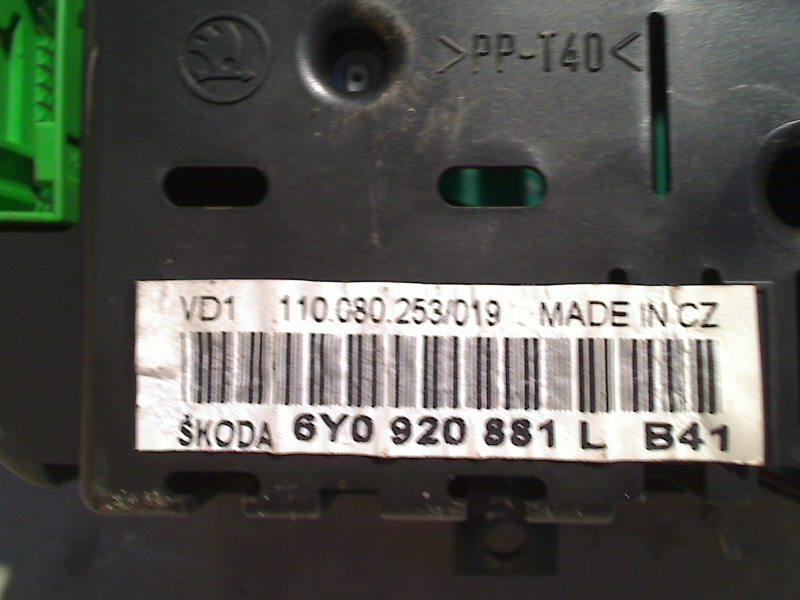 >PP-T40<
VD1 110.080.253/019 MADE IN CZ
ŠKODA 6Y0 920 881 L B41